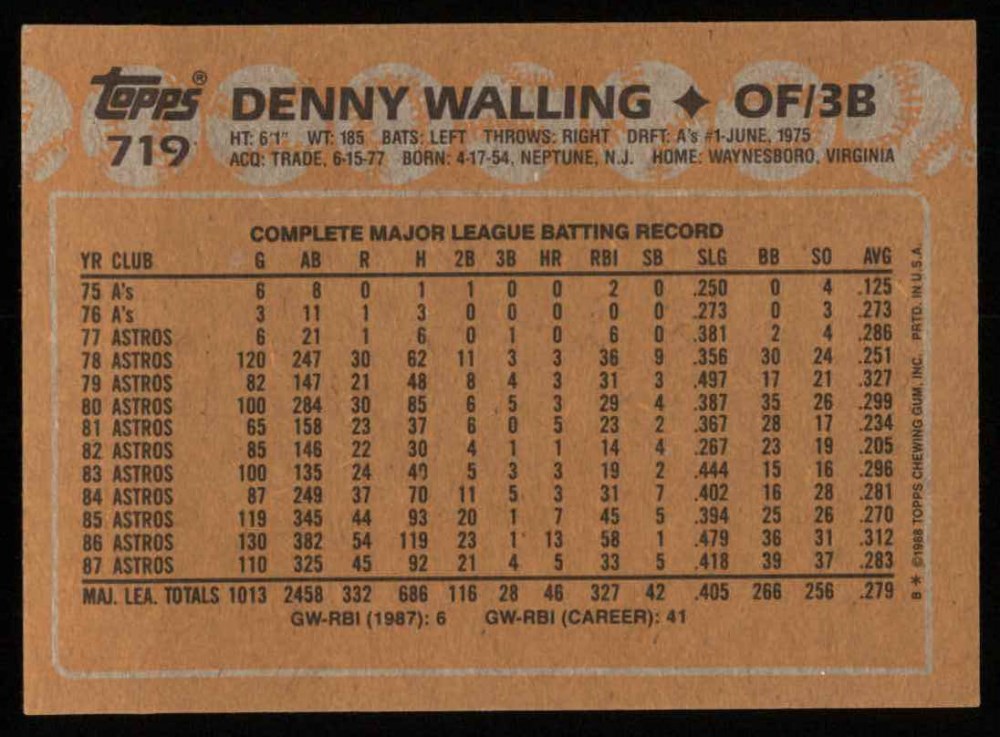 Topps® DENNY WALLING ✦ OF/3B
719 HT: 6'1" WT: 185 BATS: LEFT THROWS: RIGHT DRFT: A's #1-JUNE, 1975
ACQ: TRADE, 6-15-77 BORN: 4-17-54, NEPTUNE, N.J. HOME: WAYNESBORO, VIRGINIA
COMPLETE MAJOR LEAGUE BATTING RECORD
YR CLUB G AB R H 2B 3B HR RBI SB SLG BB SO AVG
75 A's 6 8 0 1 1 0 0 2 0 .250 0 4 .125
76 A's 3 11 1 3 0 0 0 0 0 .273 0 3 .273
77 ASTROS 6 21 1 6 0 1 0 6 0 .381 2 4 .286
78 ASTROS 120 247 30 62 11 3 3 36 9 .356 30 24 .251
79 ASTROS 82 147 21 48 8 4 3 31 3 .497 17 21 .327
80 ASTROS 100 284 30 85 6 5 3 29 4 .387 35 26 .299
81 ASTROS 65 158 23 37 6 0 5 23 2 .367 28 17 .234
82 ASTROS 85 146 22 30 4 1 1 14 4 .267 23 19 .205
83 ASTROS 100 135 24 40 5 3 3 19 2 .444 15 16 .296
84 ASTROS 87 249 37 70 11 5 3 31 7 .402 16 28 .281
85 ASTROS 119 345 44 93 20 1 7 45 5 .394 25 26 .270
86 ASTROS 130 382 54 119 23 1 13 58 1 .479 36 31 .312
87 ASTROS 110 325 45 92 21 4 5 33 5 .418 39 37 .283
MAJ. LEA. TOTALS 1013 2458 332 686 116 28 46 327 42 .405 266 256 .279
GW-RBI (1987): 6 GW-RBI (CAREER): 41
B * ©1988 TOPPS CHEWING GUM, INC. PRTD. IN U.S.A.